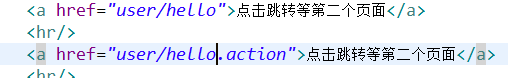 <a href="user/hello">点击跳转等第二个页面</a>
<hr/>
<a href="user/hello.action">点击跳转等第二个页面</a>
<hr/>